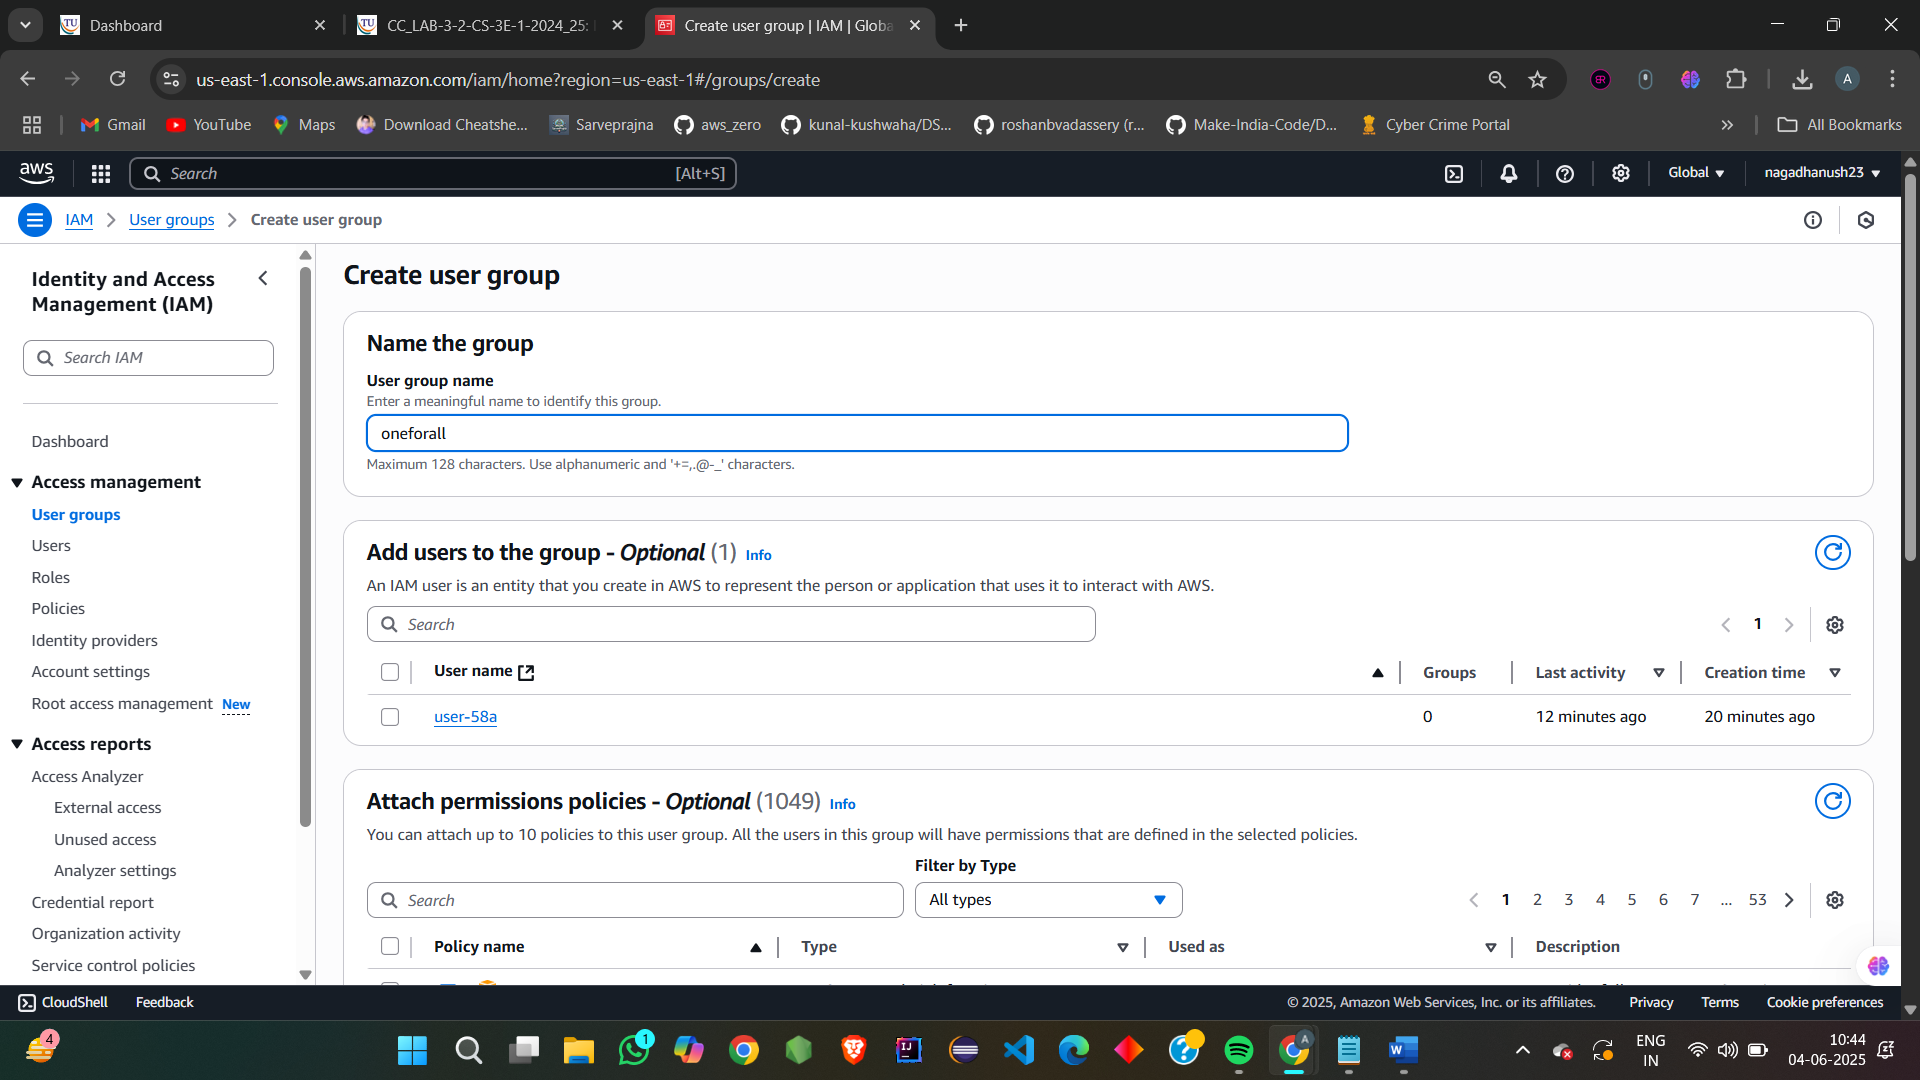 Dashboard
CC_LAB-3-2-CS-3E-1-2024_25:
Create user group | IAM | Globa
us-east-1.console.aws.amazon.com/iam/home?region=us-east-1#/groups/create
A
Gmail
YouTube
Maps
Download Cheatshe...
Sarveprajna
aws_zero
kunal-kushwaha/DS...
roshanbvadassery (r...
Make-India-Code/D...
Cyber Crime Portal
All Bookmarks
aws
Search
[Alt+S]
Global
nagadhanush23
IAM
User groups
Create user group
Identity and Access
Management (IAM)
Search IAM
Dashboard
Access management
User groups
Users
Roles
Policies
Identity providers
Account settings
Root access management New
Access reports
Access Analyzer
External access
Unused access
Analyzer settings
Credential report
Organization activity
Service control policies
Create user group
Name the group
User group name
Enter a meaningful name to identify this group.
oneforall
Maximum 128 characters. Use alphanumeric and '+=,.@-_' characters.
Add users to the group - Optional (1) Info
An IAM user is an entity that you create in AWS to represent the person or application that uses it to interact with AWS.
Search
1
User name
Groups
Last activity
Creation time
user-58a
0
12 minutes ago
20 minutes ago
Attach permissions policies - Optional (1049) Info
You can attach up to 10 policies to this user group. All the users in this group will have permissions that are defined in the selected policies.
Filter by Type
Search
All types
1 2 3 4 5 6 7 ... 53
Policy name
Type
Used as
Description
CloudShell
Feedback
© 2025, Amazon Web Services, Inc. or its affiliates.
Privacy
Terms
Cookie preferences
4
1
A
ENG
IN
10:44
04-06-2025